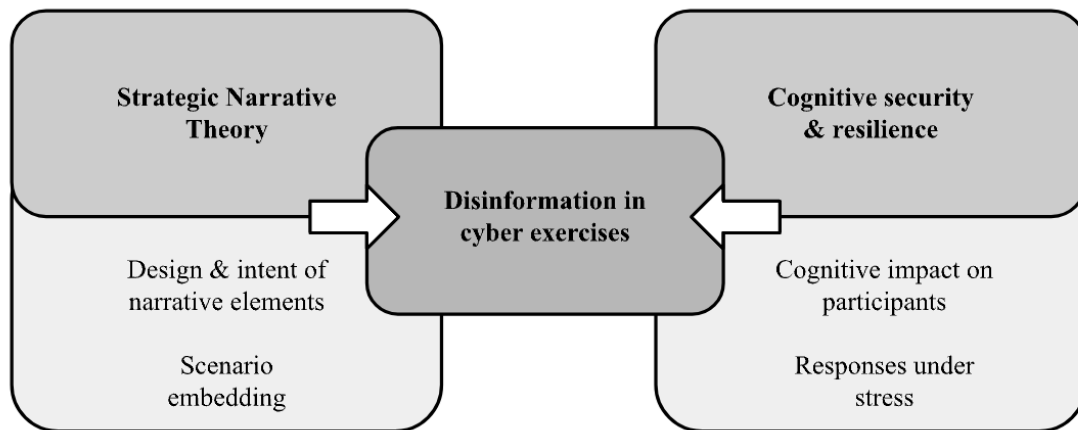 Strategic Narrative
Theory
Design & intent of
narrative elements
Scenario
embedding
Disinformation in
cyber exercises
Cognitive security
& resilience
Cognitive impact on
participants
Responses under
stress